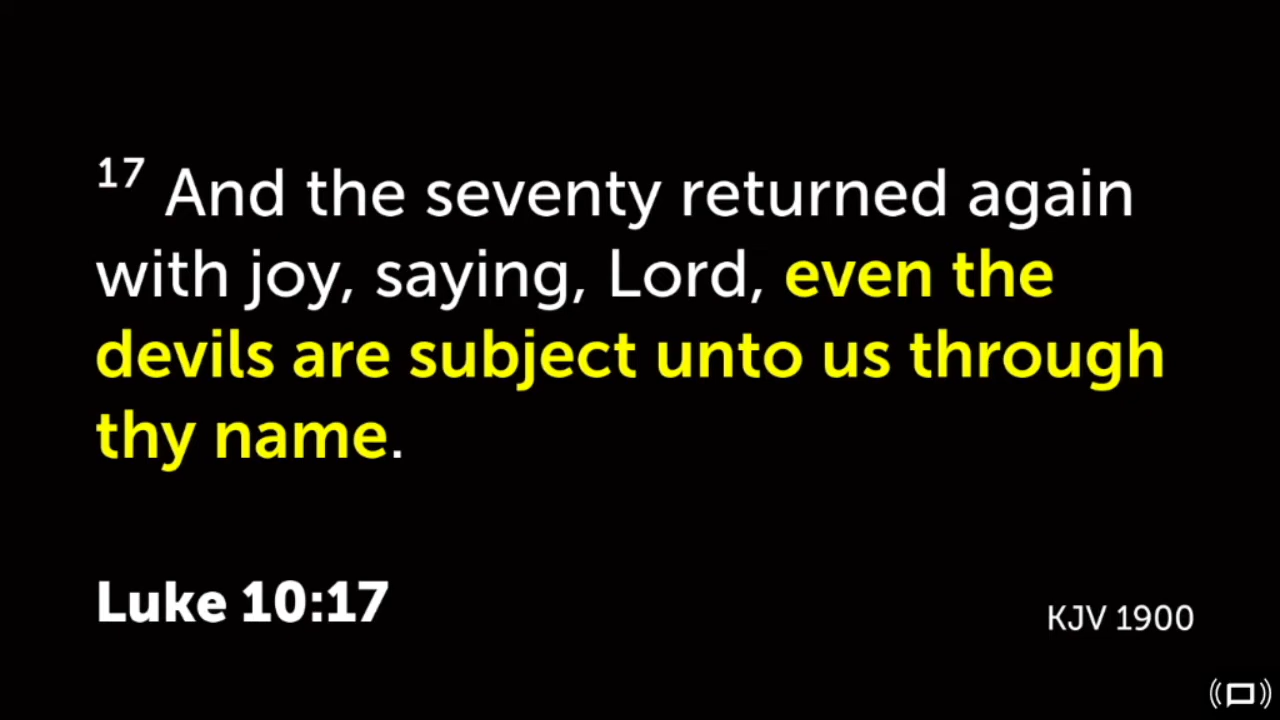 17 And the seventy returned again
with joy, saying, Lord, even the
devils are subject unto us through
thy name.
Luke 10:17
KJV 1900